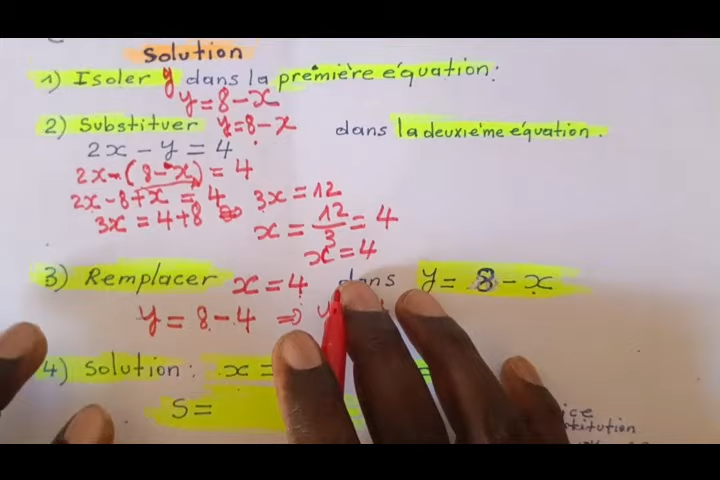 Solution
1) Isoler y dans la première équation:
y = 8 - x
2) Substituer y = 8 - x dans la deuxième équation.
2x - y = 4
2x - (8 - x) = 4
2x - 8 + x = 4
3x = 4 + 8 ⇔ 3x = 12
x = 12/3 = 4
x = 4
3) Remplacer x = 4 dans y = 8 - x
y = 8 - 4 ⇒ y
4) Solution: x = =
S =